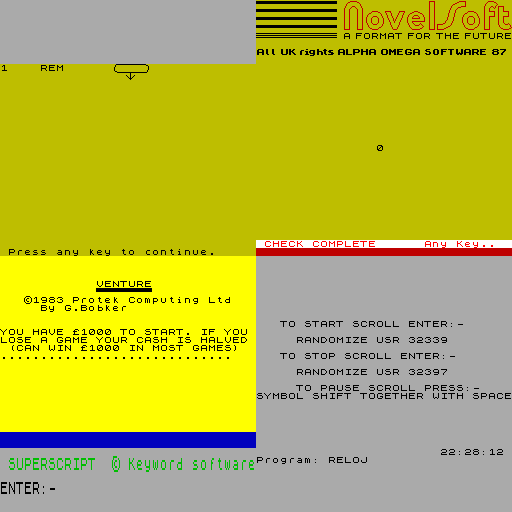 1 REM
Press any key to continue.
NovelSoft
A FORMAT FOR THE FUTURE
All UK rights ALPHA OMEGA SOFTWARE 87
0
CHECK COMPLETE Any Key..
VENTURE
©1983 Protek Computing Ltd
By G.Bobker
YOU HAVE £1000 TO START. IF YOU
LOSE A GAME YOUR CASH IS HALVED
(CAN WIN £1000 IN MOST GAMES)
.............................
SUPERSCRIPT © Keyword software
ENTER:-
TO START SCROLL ENTER:-
RANDOMIZE USR 32339
TO STOP SCROLL ENTER:-
RANDOMIZE USR 32397
TO PAUSE SCROLL PRESS:-
SYMBOL SHIFT TOGETHER WITH SPACE
22:28:12
Program: RELOJ